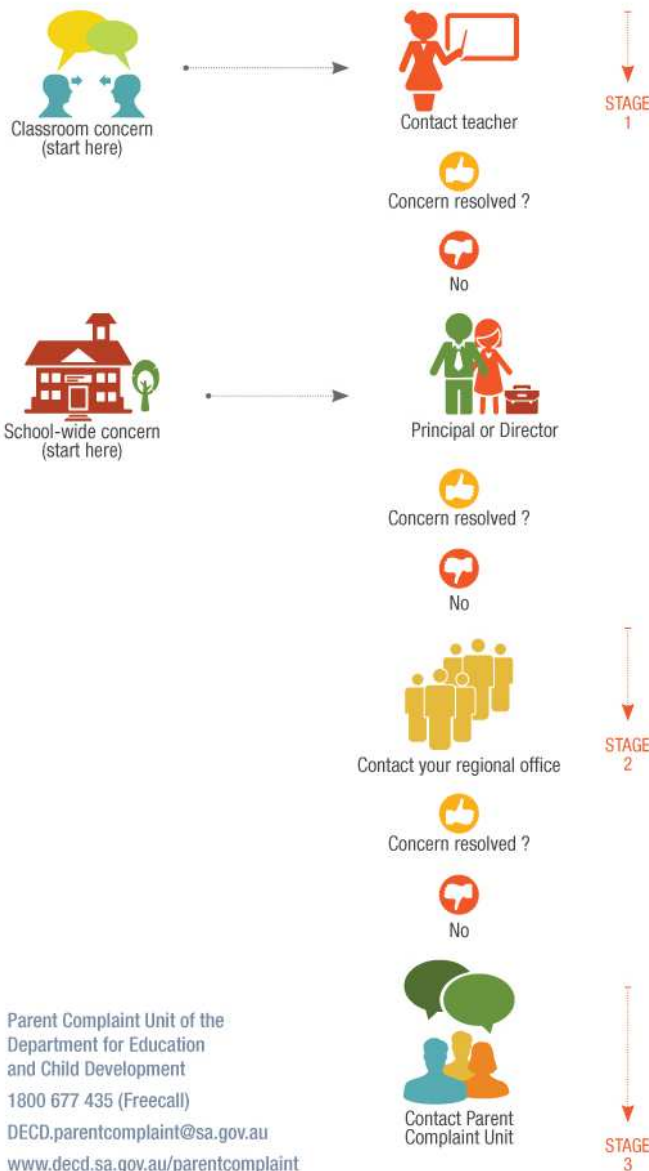 Classroom concern
(start here)
Contact teacher
STAGE
1
Concern resolved ?
No
School-wide concern
(start here)
Principal or Director
Concern resolved ?
No
Contact your regional office
STAGE
2
Concern resolved ?
No
Contact Parent
Complaint Unit
STAGE
3
Parent Complaint Unit of the
Department for Education
and Child Development
1800 677 435 (Freecall)
DECD.parentcomplaint@sa.gov.au
www.decd.sa.gov.au/parentcomplaint